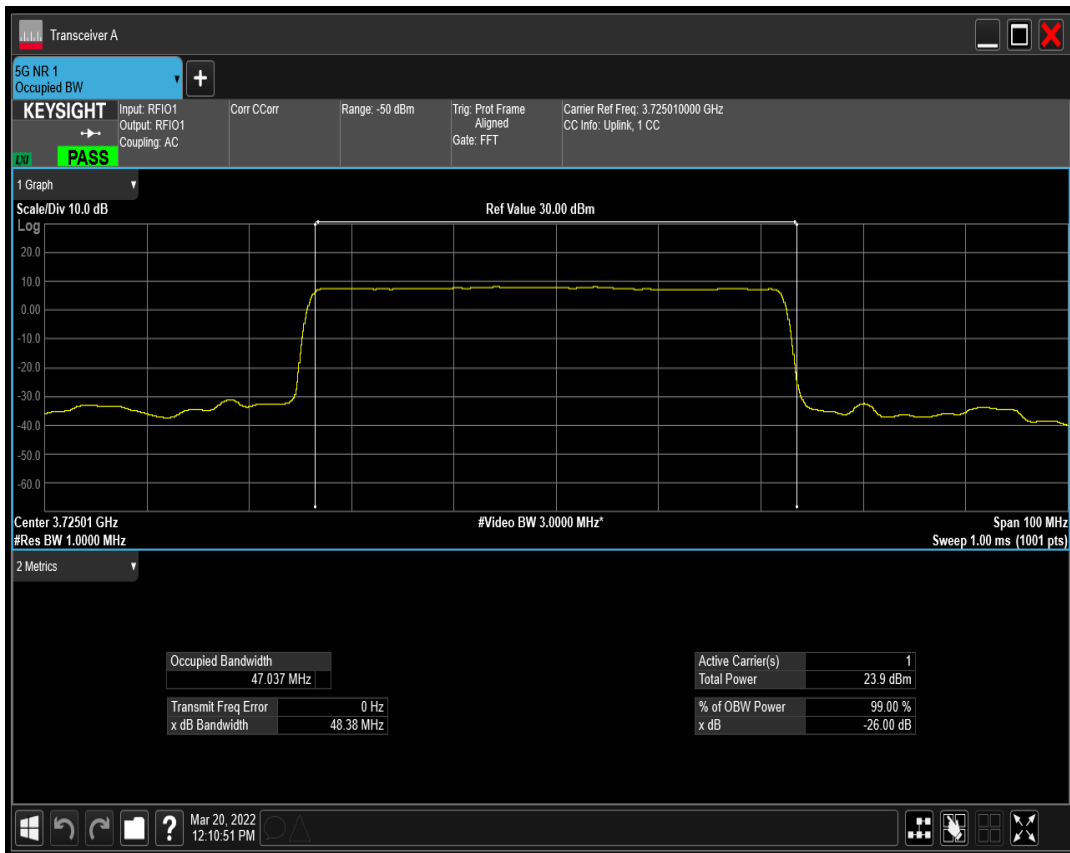 Transceiver A
5G NR 1
Occupied BW
KEYSIGHT
LXI
PASS
Input: RFIO1
Output: RFIO1
Coupling: AC
Corr CCorr
Range: -50 dBm
Trig: Prot Frame
Aligned
Gate: FFT
Carrier Ref Freq: 3.725010000 GHz
CC Info: Uplink, 1 CC
1 Graph
Scale/Div 10.0 dB
Ref Value 30.00 dBm
Log
20.0
10.0
0.00
-10.0
-20.0
-30.0
-40.0
-50.0
-60.0
Center 3.72501 GHz
#Video BW 3.0000 MHz*
Span 100 MHz
#Res BW 1.0000 MHz
Sweep 1.00 ms (1001 pts)
2 Metrics
Occupied Bandwidth
47.037 MHz
Transmit Freq Error 0 Hz
x dB Bandwidth 48.38 MHz
Active Carrier(s) 1
Total Power 23.9 dBm
% of OBW Power 99.00 %
x dB -26.00 dB
?
Mar 20, 2022
12:10:51 PM